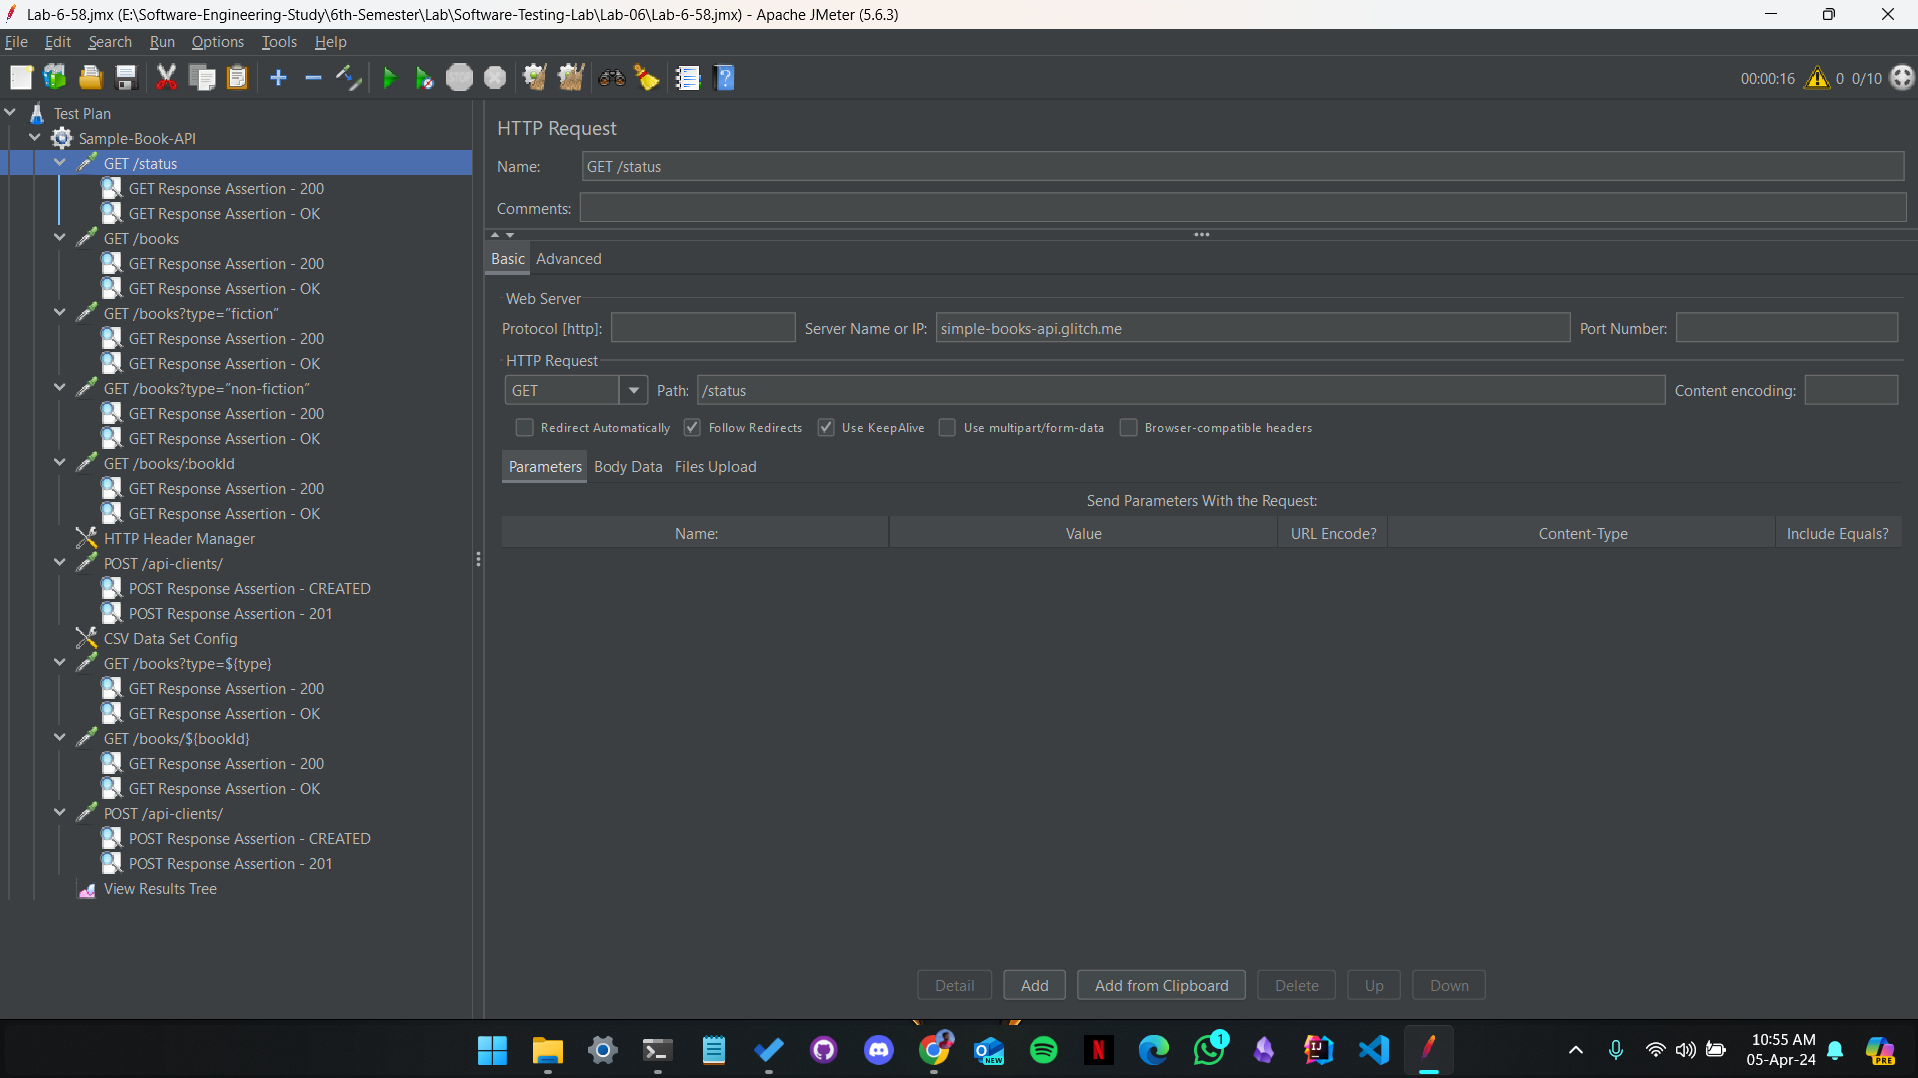 Lab-6-58.jmx (E:\Software-Engineering-Study\6th-Semester\Lab\Software-Testing-Lab\Lab-06\Lab-6-58.jmx) - Apache JMeter (5.6.3)
File Edit Search Run Options Tools Help
STOP
00:00:16 0 0/10
Test Plan
Sample-Book-API
GET /status
GET Response Assertion - 200
GET Response Assertion - OK
GET /books
GET Response Assertion - 200
GET Response Assertion - OK
GET /books?type="fiction"
GET Response Assertion - 200
GET Response Assertion - OK
GET /books?type="non-fiction"
GET Response Assertion - 200
GET Response Assertion - OK
GET /books/:bookId
GET Response Assertion - 200
GET Response Assertion - OK
HTTP Header Manager
POST /api-clients/
POST Response Assertion - CREATED
POST Response Assertion - 201
CSV Data Set Config
GET /books?type=${type}
GET Response Assertion - 200
GET Response Assertion - OK
GET /books/${bookId}
GET Response Assertion - 200
GET Response Assertion - OK
POST /api-clients/
POST Response Assertion - CREATED
POST Response Assertion - 201
View Results Tree
HTTP Request
Name: GET /status
Comments:
Basic Advanced
Web Server
Protocol [http]: Server Name or IP: simple-books-api.glitch.me Port Number:
HTTP Request
GET Path: /status Content encoding:
Redirect Automatically Follow Redirects Use KeepAlive Use multipart/form-data Browser-compatible headers
Parameters Body Data Files Upload
Send Parameters With the Request:
Name: Value URL Encode? Content-Type Include Equals?
Detail Add Add from Clipboard Delete Up Down
NEW
1
IJ
10:55 AM
05-Apr-24
PRE